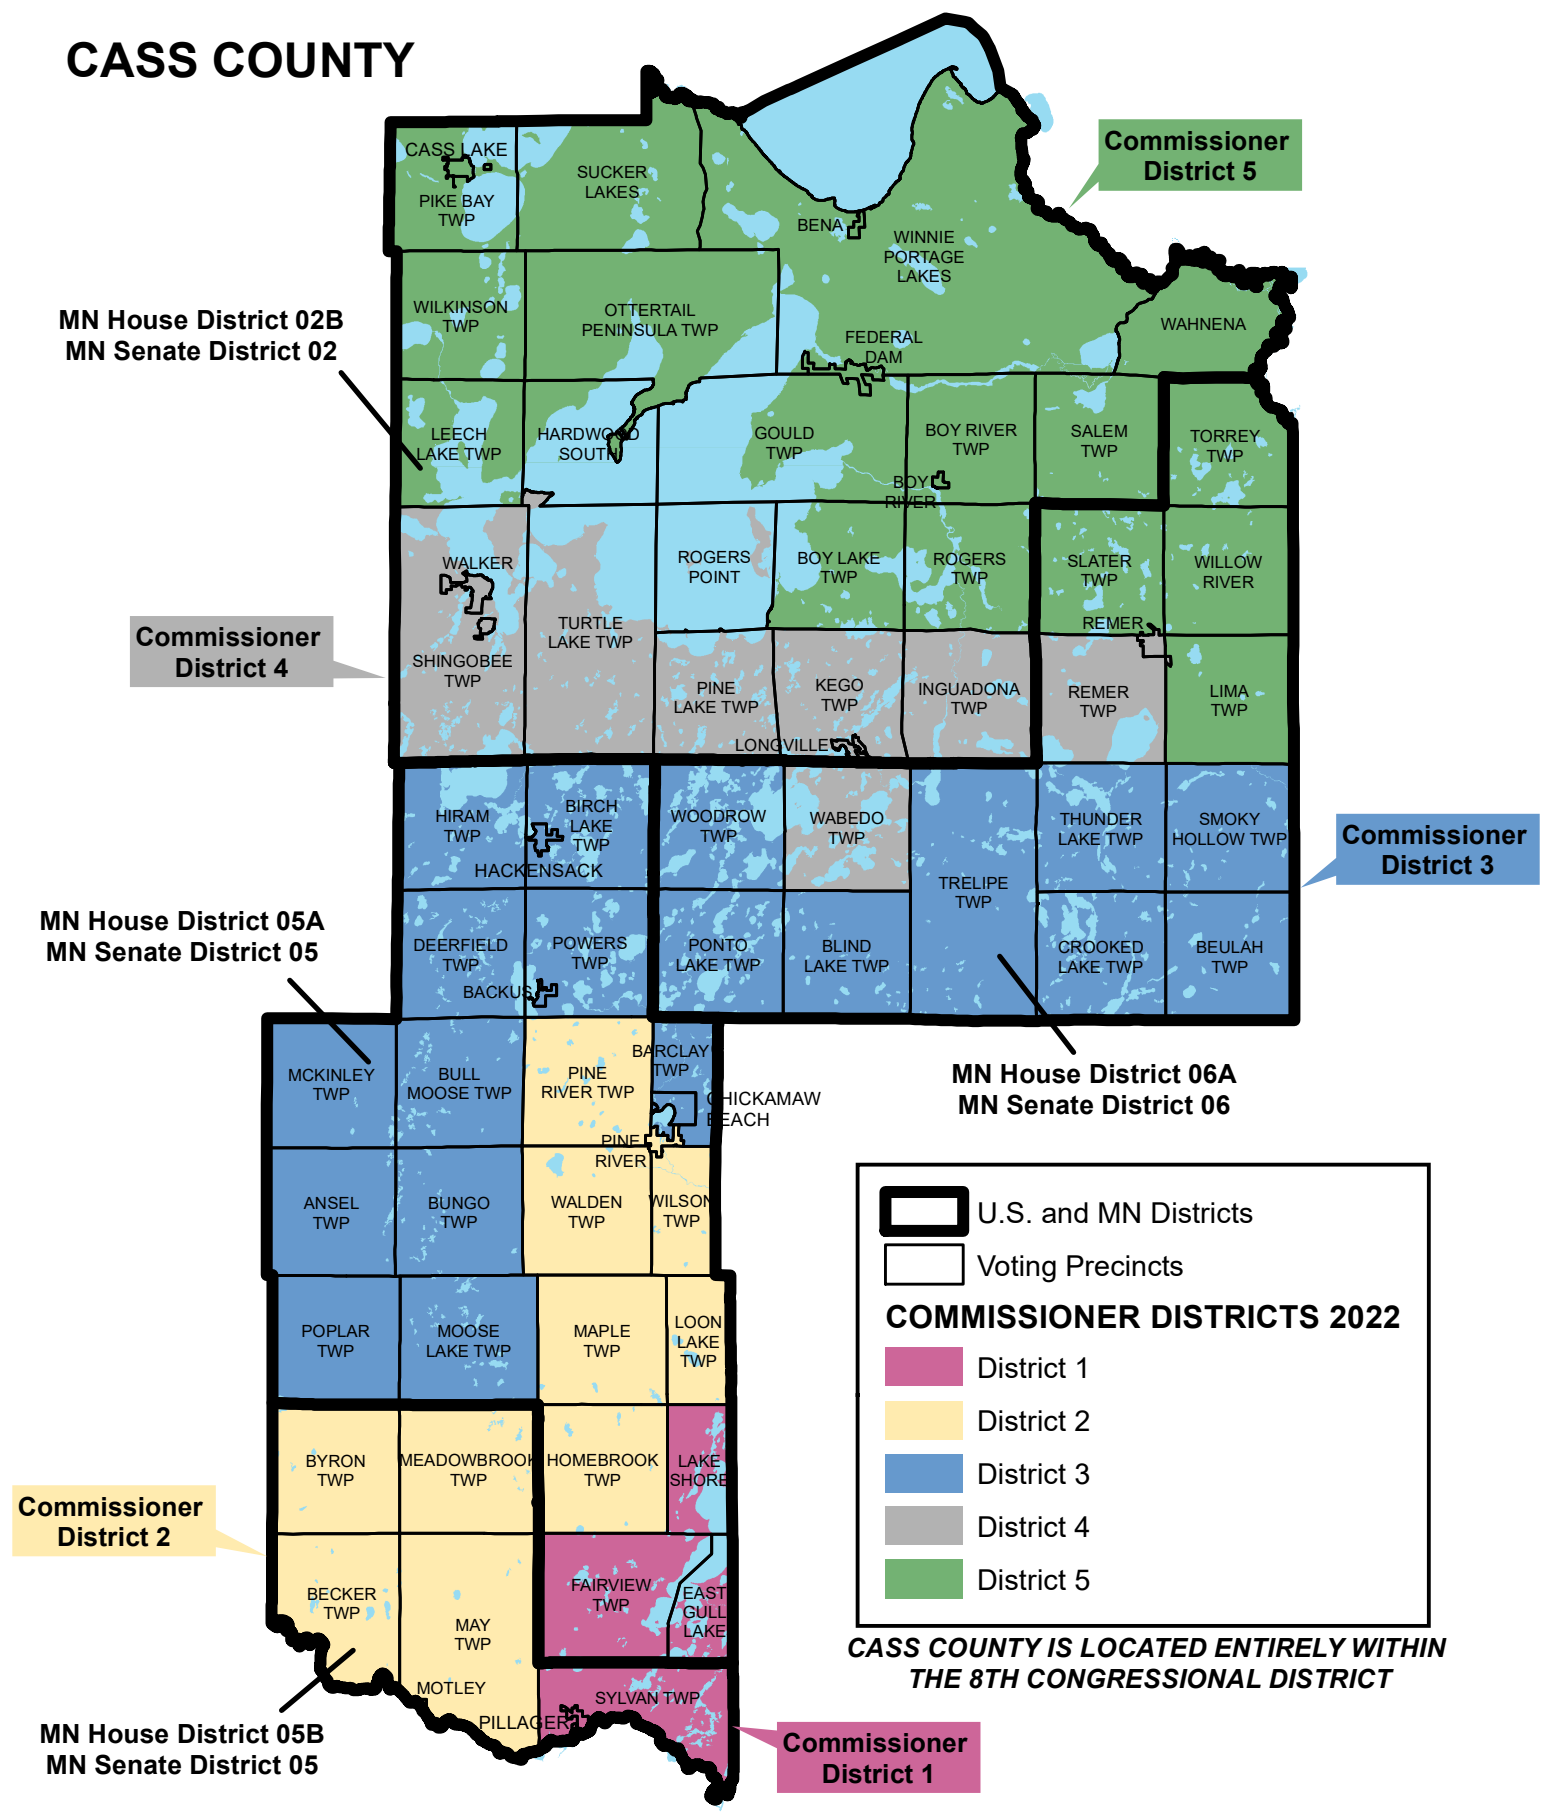 CASS COUNTY
Commissioner
District 5
CASS LAKE
PIKE BAY
TWP
SUCKER
LAKES
BENA
WINNIE
PORTAGE
LAKES
WILKINSON
TWP
OTTERTAIL
PENINSULA TWP
WAHNENA
FEDERAL
DAM
MN House District 02B
MN Senate District 02
LEECH
LAKE TWP
HARDWOOD
SOUTH
GOULD
TWP
BOY RIVER
TWP
SALEM
TWP
TORREY
TWP
BOY
RIVER
WALKER
ROGERS
POINT
BOY LAKE
TWP
ROGERS
TWP
SLATER
TWP
WILLOW
RIVER
REMER
Commissioner
District 4
TURTLE
LAKE TWP
SHINGOBEE
TWP
PINE
LAKE TWP
KEGO
TWP
INGUADONA
TWP
REMER
TWP
LIMA
TWP
LONGVILLE
HIRAM
TWP
BIRCH
LAKE
TWP
HACKENSACK
WOODROW
TWP
WABEDO
TWP
THUNDER
LAKE TWP
SMOKY
HOLLOW TWP
Commissioner
District 3
TRELIPE
TWP
MN House District 05A
MN Senate District 05
DEERFIELD
TWP
POWERS
TWP
BACKUS
PONTO
LAKE TWP
BLIND
LAKE TWP
CROOKED
LAKE TWP
BEULAH
TWP
MCKINLEY
TWP
BULL
MOOSE TWP
PINE
RIVER TWP
BARCLAY
TWP
CHICKAMAW
BEACH
PINE
RIVER
MN House District 06A
MN Senate District 06
ANSEL
TWP
BUNGO
TWP
WALDEN
TWP
WILSON
TWP
POPLAR
TWP
MOOSE
LAKE TWP
MAPLE
TWP
LOON
LAKE
TWP
BYRON
TWP
MEADOWBROOK
TWP
HOMEBROOK
TWP
LAKE
SHORE
Commissioner
District 2
BECKER
TWP
MAY
TWP
FAIRVIEW
TWP
EAST
GULL
LAKE
MOTLEY
PILLAGER
SYLVAN TWP
MN House District 05B
MN Senate District 05
Commissioner
District 1
U.S. and MN Districts
Voting Precincts
COMMISSIONER DISTRICTS 2022
District 1
District 2
District 3
District 4
District 5
CASS COUNTY IS LOCATED ENTIRELY WITHIN
THE 8TH CONGRESSIONAL DISTRICT